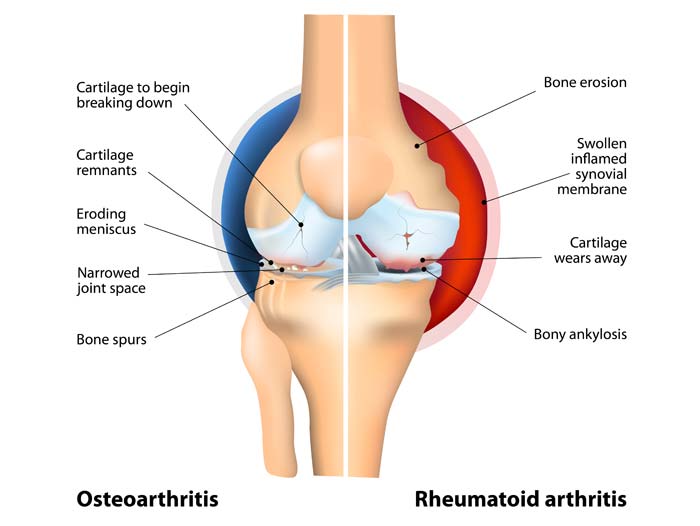 Cartilage to begin
breaking down
Cartilage
remnants
Eroding
meniscus
Narrowed
joint space
Bone spurs
Bone erosion
Swollen
inflamed
synovial
membrane
Cartilage
wears away
Bony ankylosis
Osteoarthritis
Rheumatoid arthritis